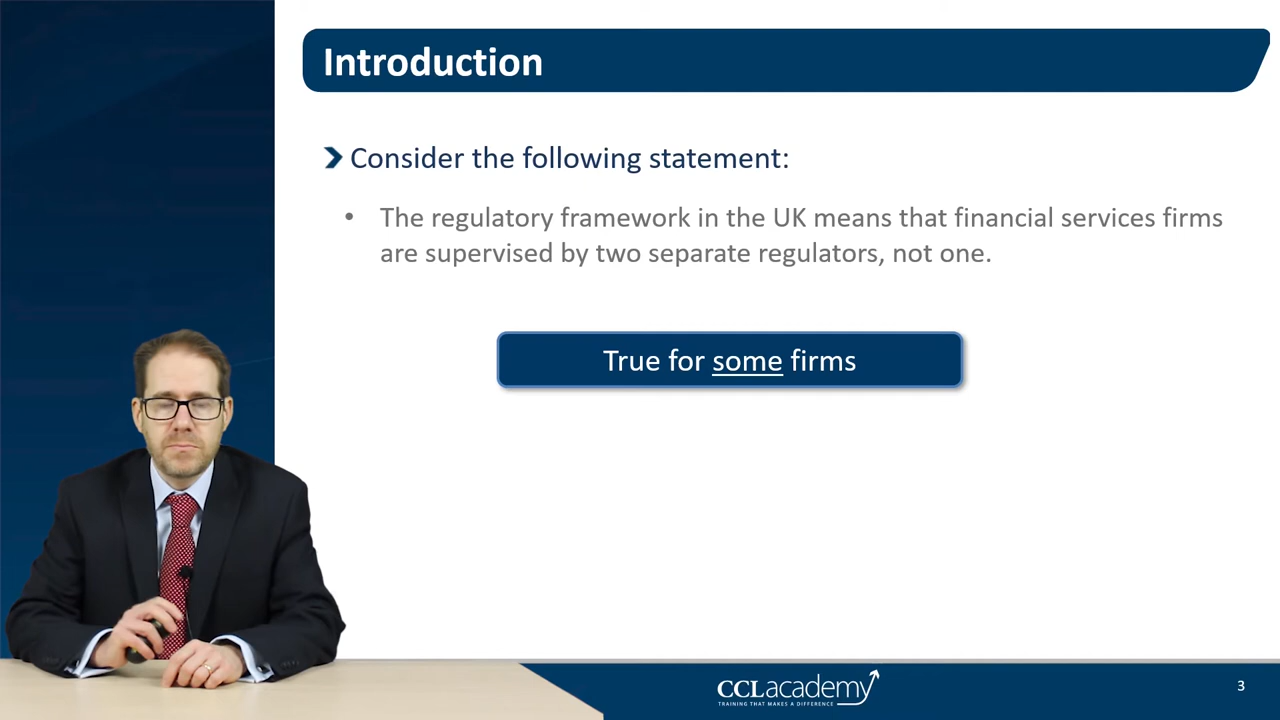 Introduction
Consider the following statement:
• The regulatory framework in the UK means that financial services firms
are supervised by two separate regulators, not one.
True for some firms
CCLacademy
TRAINING THAT MAKES A DIFFERENCE
3